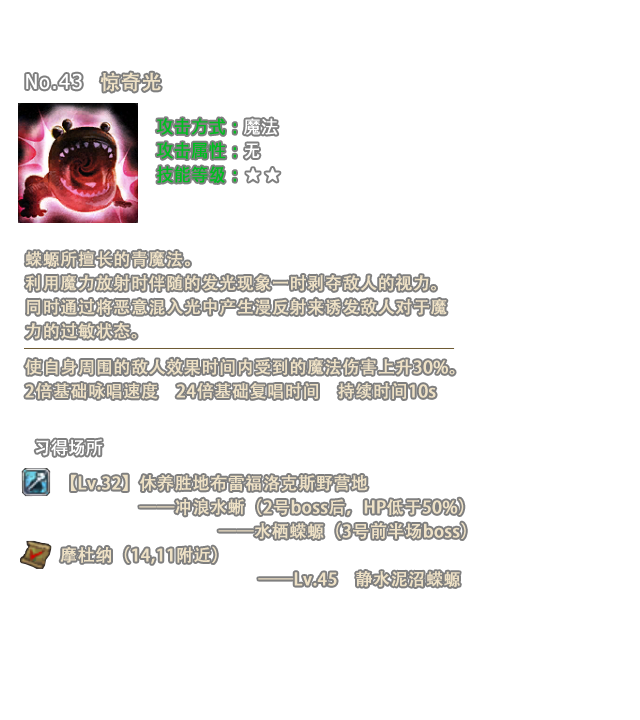 No.43 惊奇光
攻击方式：魔法
攻击属性：无
技能等级：☆☆
蝾螈所擅长的青魔法。
利用魔力放射时伴随的发光现象一时剥夺敌人的视力。
同时通过将恶意混入光中产生漫反射来诱发敌人对于魔
力的过敏状态。
使自身周围的敌人效果时间内受到的魔法伤害上升30%。
2倍基础咏唱速度 24倍基础复唱时间 持续时间10s
习得场所
【Lv.32】休养胜地布雷福洛克斯野营地
——冲浪水蜥（2号boss后，HP低于50%）
——水栖蝾螈（3号前半场boss）
摩杜纳（14,11附近）
——Lv.45 静水泥沼蝾螈